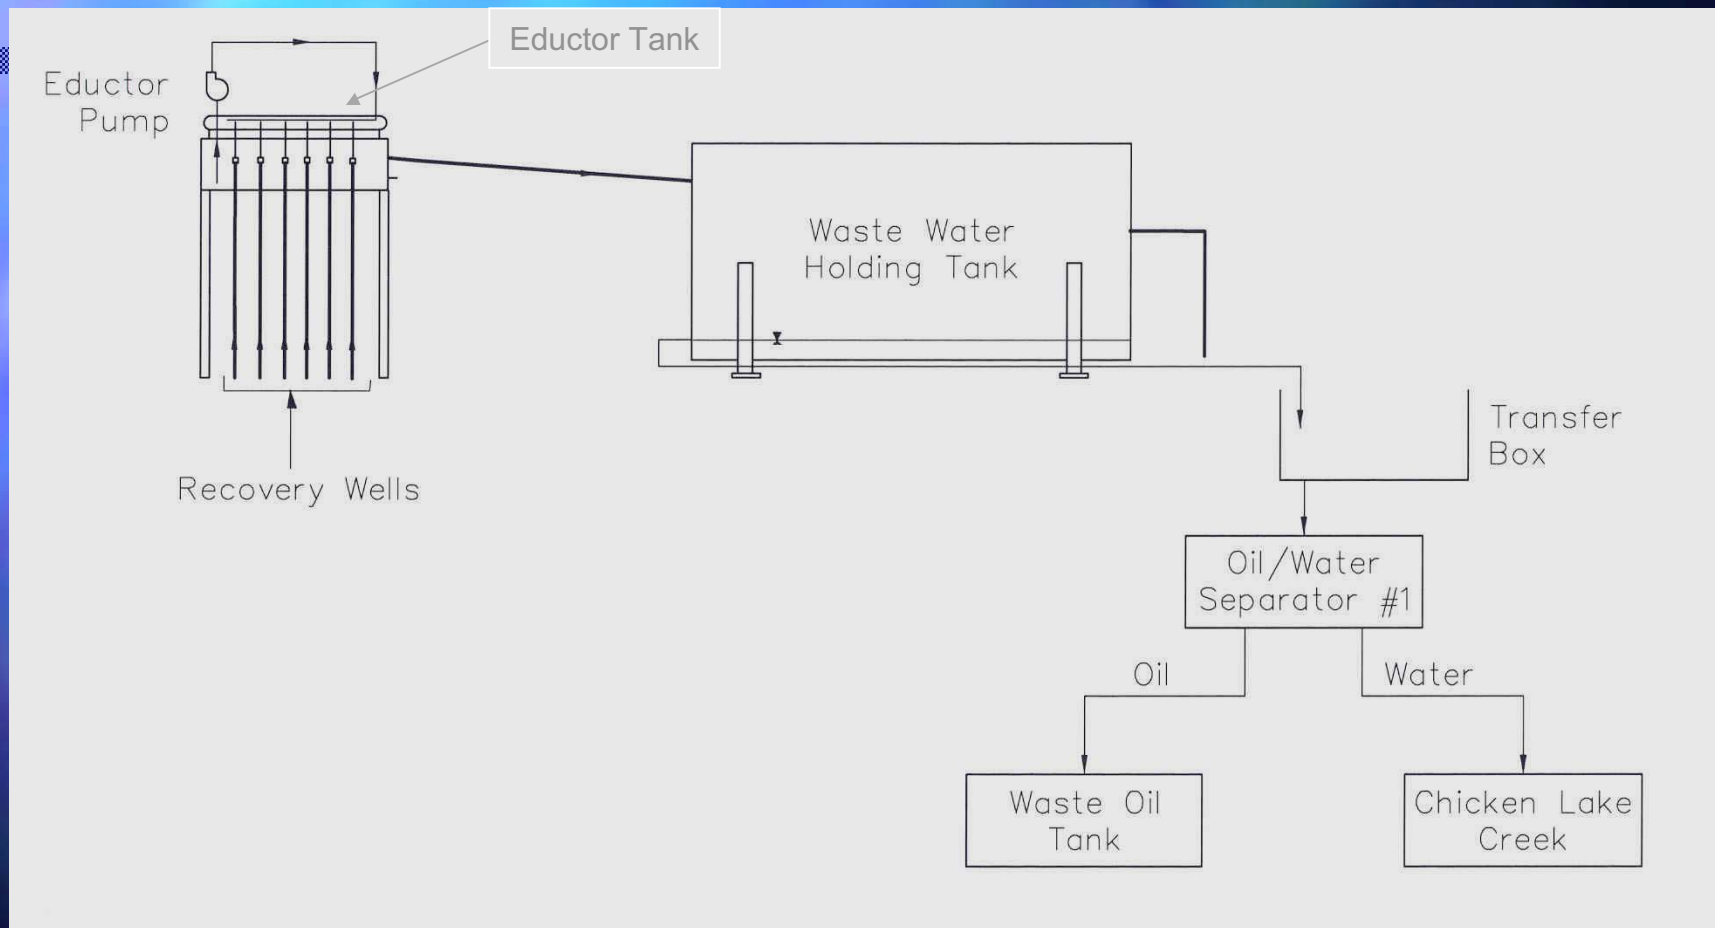 Eductor Tank
Eductor
Pump
Waste Water
Holding Tank
Transfer
Box
Recovery Wells
Oil/Water
Separator #1
Oil
Water
Waste Oil
Tank
Chicken Lake
Creek